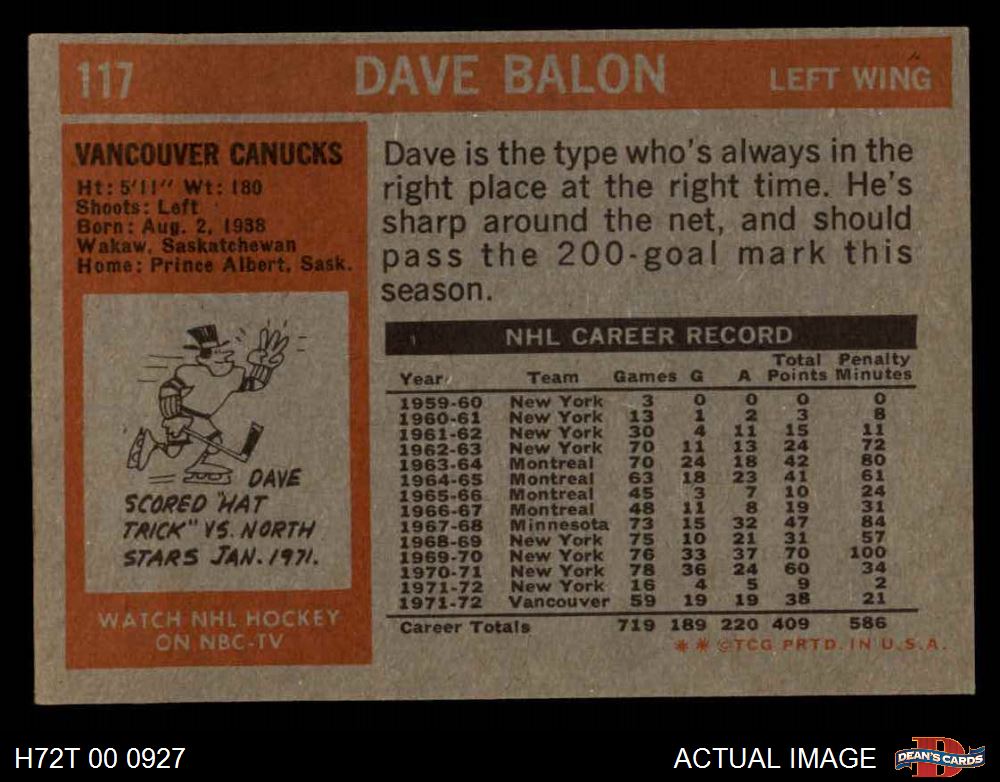 117 DAVE BALON LEFT WING
VANCOUVER CANUCKS
Ht: 5'11" Wt: 180
Shoots: Left
Born: Aug. 2, 1938
Wakaw, Saskatchewan
Home: Prince Albert, Sask.
DAVE
SCORED "HAT
TRICK" VS. NORTH
STARS JAN. 1971.
WATCH NHL HOCKEY
ON NBC-TV
Dave is the type who's always in the
right place at the right time. He's
sharp around the net, and should
pass the 200-goal mark this
season.
NHL CAREER RECORD
Total Penalty
Year Team Games G A Points Minutes
1959-60 New York 3 0 0 0 0
1960-61 New York 13 1 2 3 8
1961-62 New York 30 4 11 15 11
1962-63 New York 70 11 13 24 72
1963-64 Montreal 70 24 18 42 80
1964-65 Montreal 63 18 23 41 61
1965-66 Montreal 45 3 7 10 24
1966-67 Montreal 48 11 8 19 31
1967-68 Minnesota 73 15 32 47 84
1968-69 New York 75 10 21 31 57
1969-70 New York 76 33 37 70 100
1970-71 New York 78 36 24 60 34
1971-72 New York 16 4 5 9 2
1971-72 Vancouver 59 19 19 38 21
Career Totals 719 189 220 409 586
* * ©TCG PRTD. IN U.S.A.
H72T 00 0927 ACTUAL IMAGE DEAN'S CARDS